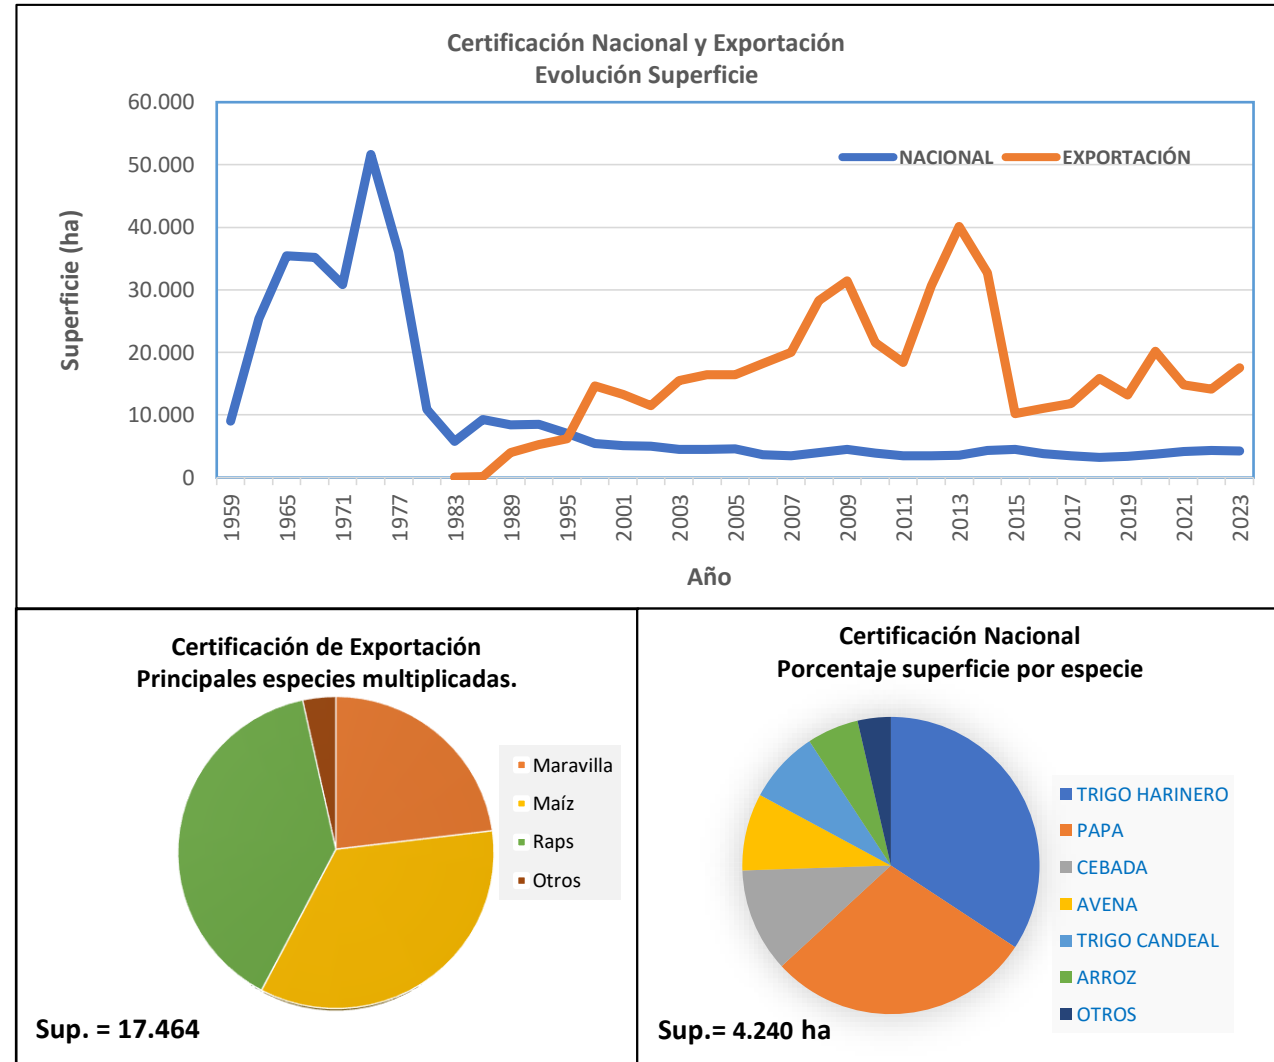 Certificación Nacional y Exportación
Evolución Superficie
60.000
50.000
40.000
30.000
20.000
10.000
0
Superficie (ha)
NACIONAL EXPORTACIÓN
1959 1965 1971 1977 1983 1989 1995 2001 2003 2005 2007 2009 2011 2013 2015 2017 2019 2021 2023
Año
Certificación de Exportación
Principales especies multiplicadas.
Maravilla
Maíz
Raps
Otros
Sup. = 17.464
Certificación Nacional
Porcentaje superficie por especie
TRIGO HARINERO
PAPA
CEBADA
AVENA
TRIGO CANDEAL
ARROZ
OTROS
Sup.= 4.240 ha